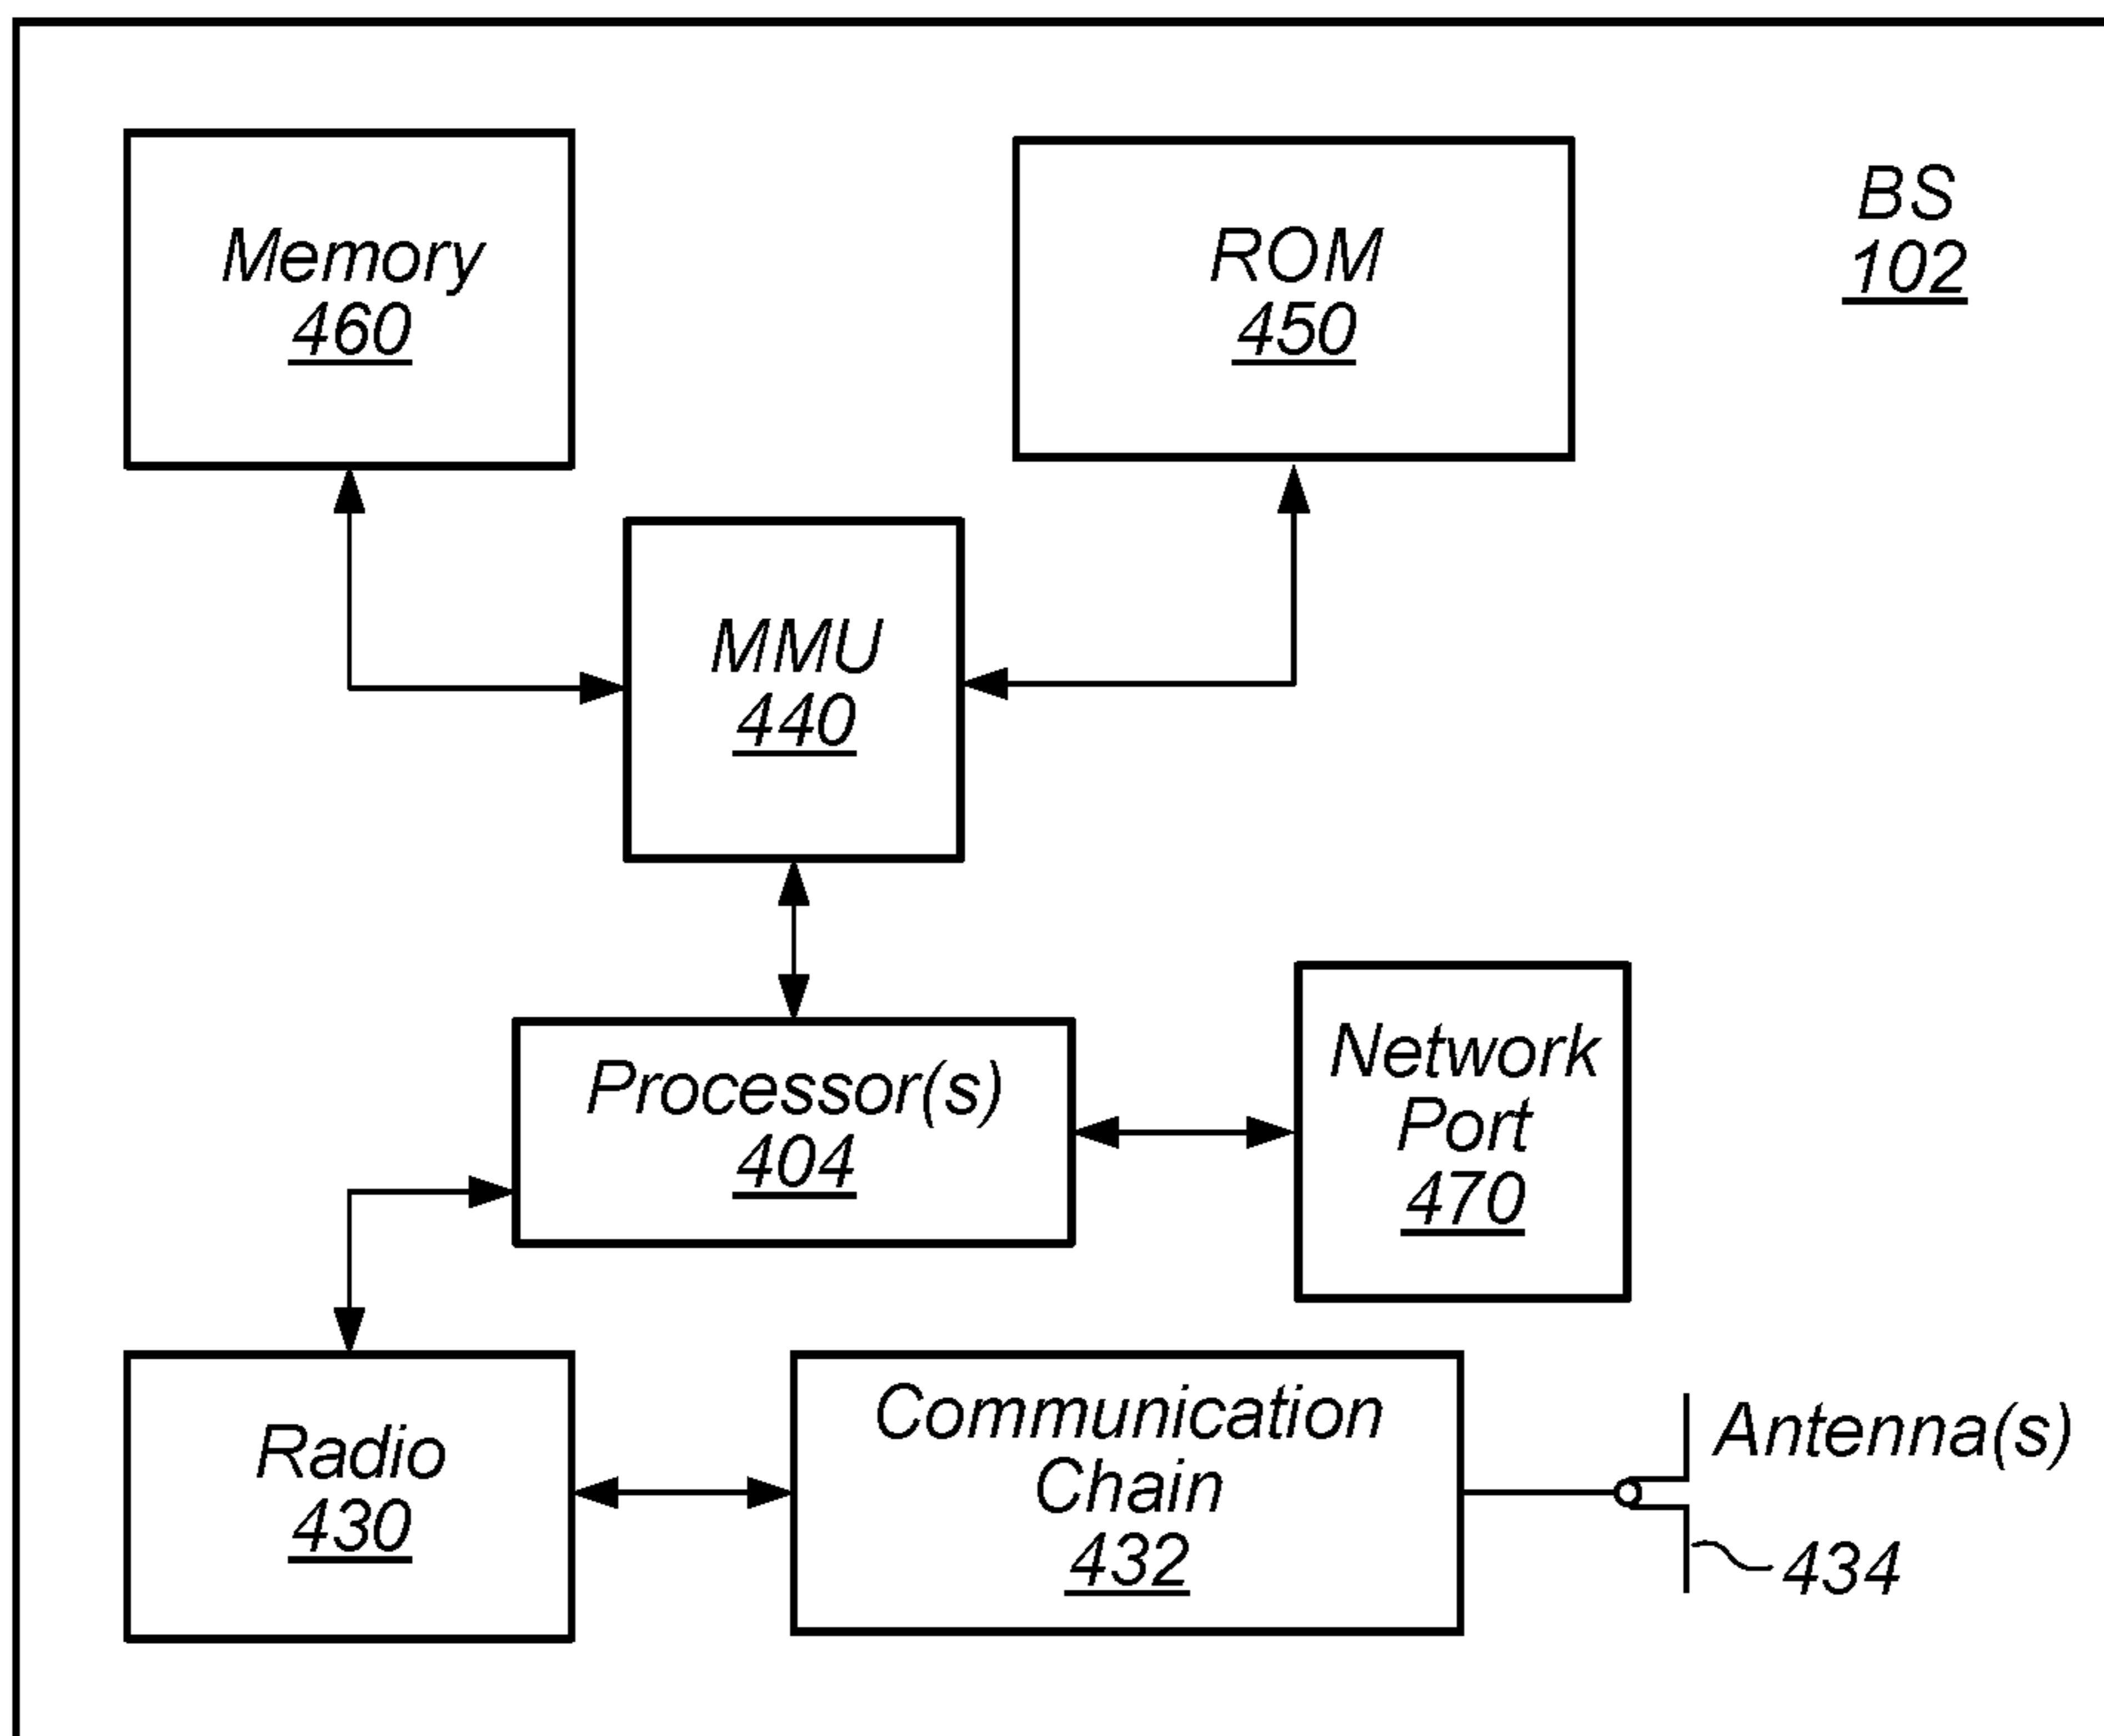 Memory
460
ROM
450
BS
102
MMU
440
Processor(s)
404
Network
Port
470
Radio
430
Communication
Chain
432
Antenna(s)
434